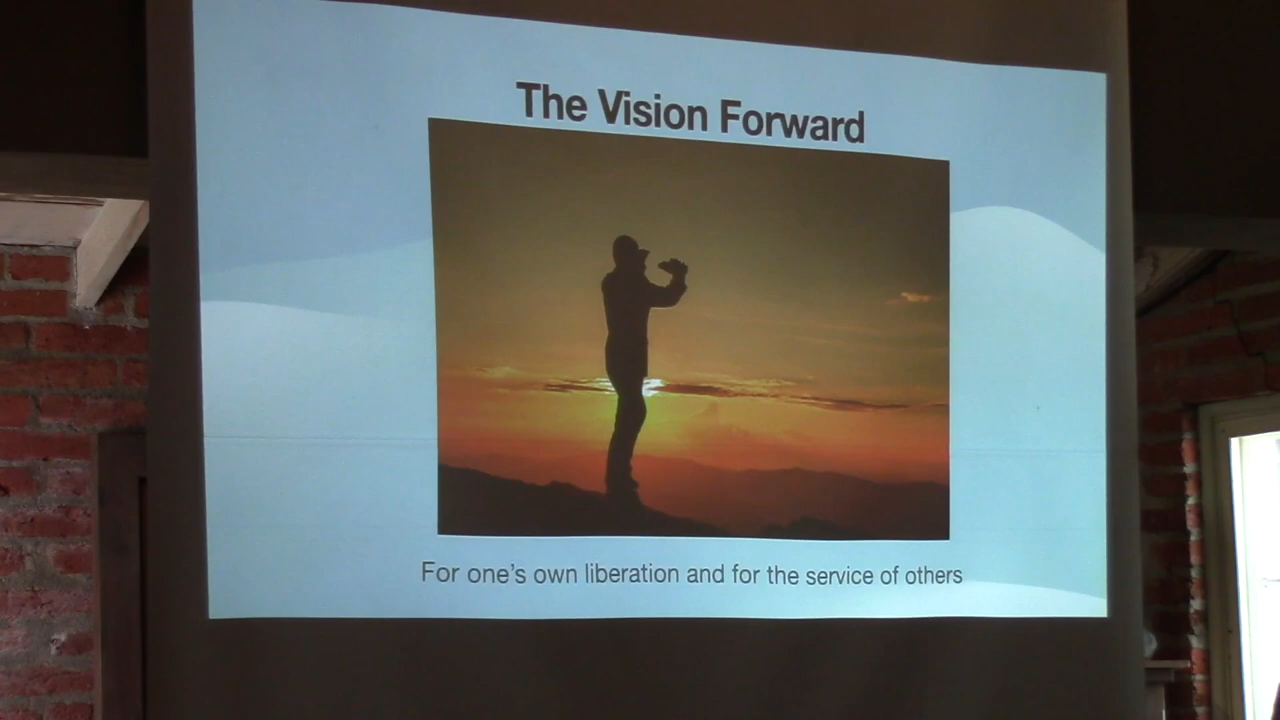 The Vision Forward
For one's own liberation and for the service of others